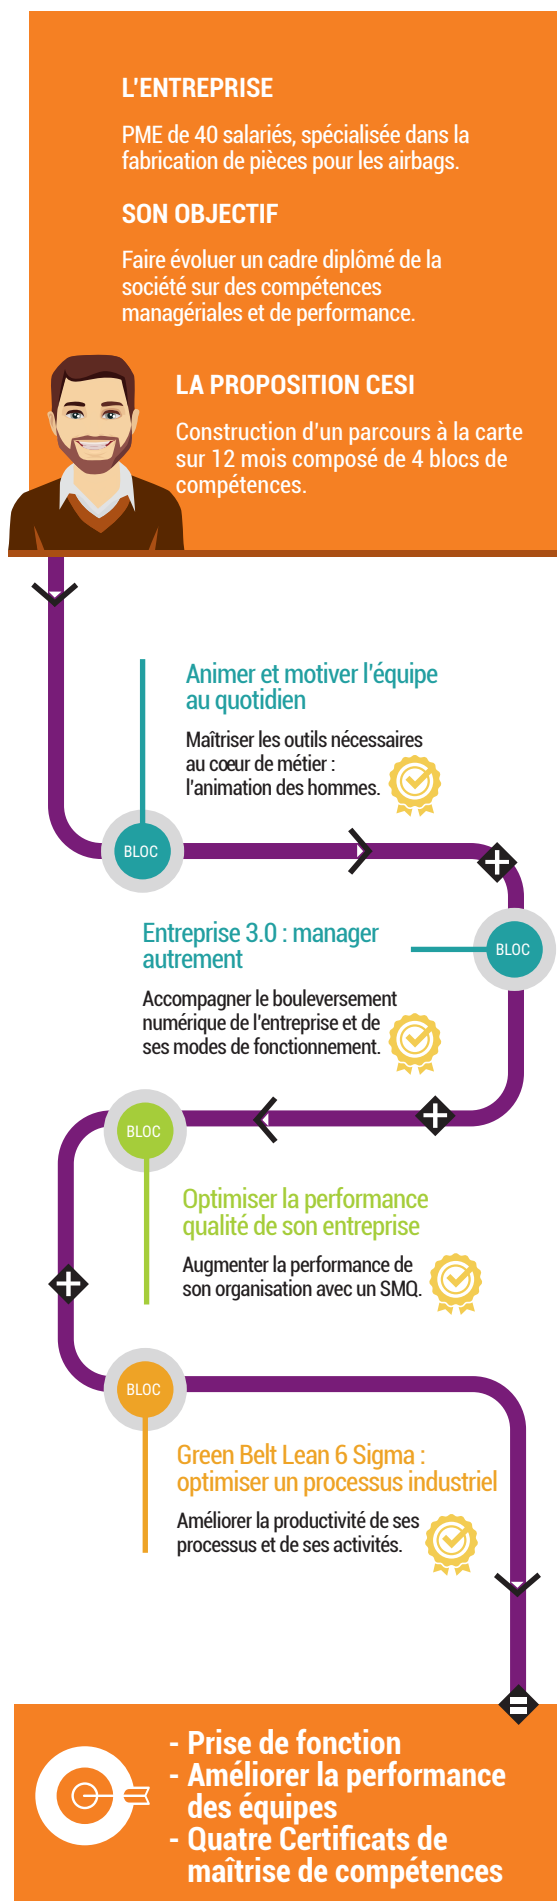 L'ENTREPRISE
PME de 40 salariés, spécialisée dans la
fabrication de pièces pour les airbags.
SON OBJECTIF
Faire évoluer un cadre diplômé de la
société sur des compétences
managériales et de performance.
LA PROPOSITION CESI
Construction d'un parcours à la carte
sur 12 mois composé de 4 blocs de
compétences.
Animer et motiver l'équipe
au quotidien
Maîtriser les outils nécessaires
au cœur de métier :
l'animation des hommes.
BLOC
Entreprise 3.0 : manager
autrement
BLOC
Accompagner le bouleversement
numérique de l'entreprise et de
ses modes de fonctionnement.
BLOC
Optimiser la performance
qualité de son entreprise
Augmenter la performance de
son organisation avec un SMQ.
BLOC
Green Belt Lean 6 Sigma :
optimiser un processus industriel
Améliorer la productivité de ses
processus et de ses activités.
- Prise de fonction
- Améliorer la performance
des équipes
- Quatre Certificats de
maîtrise de compétences